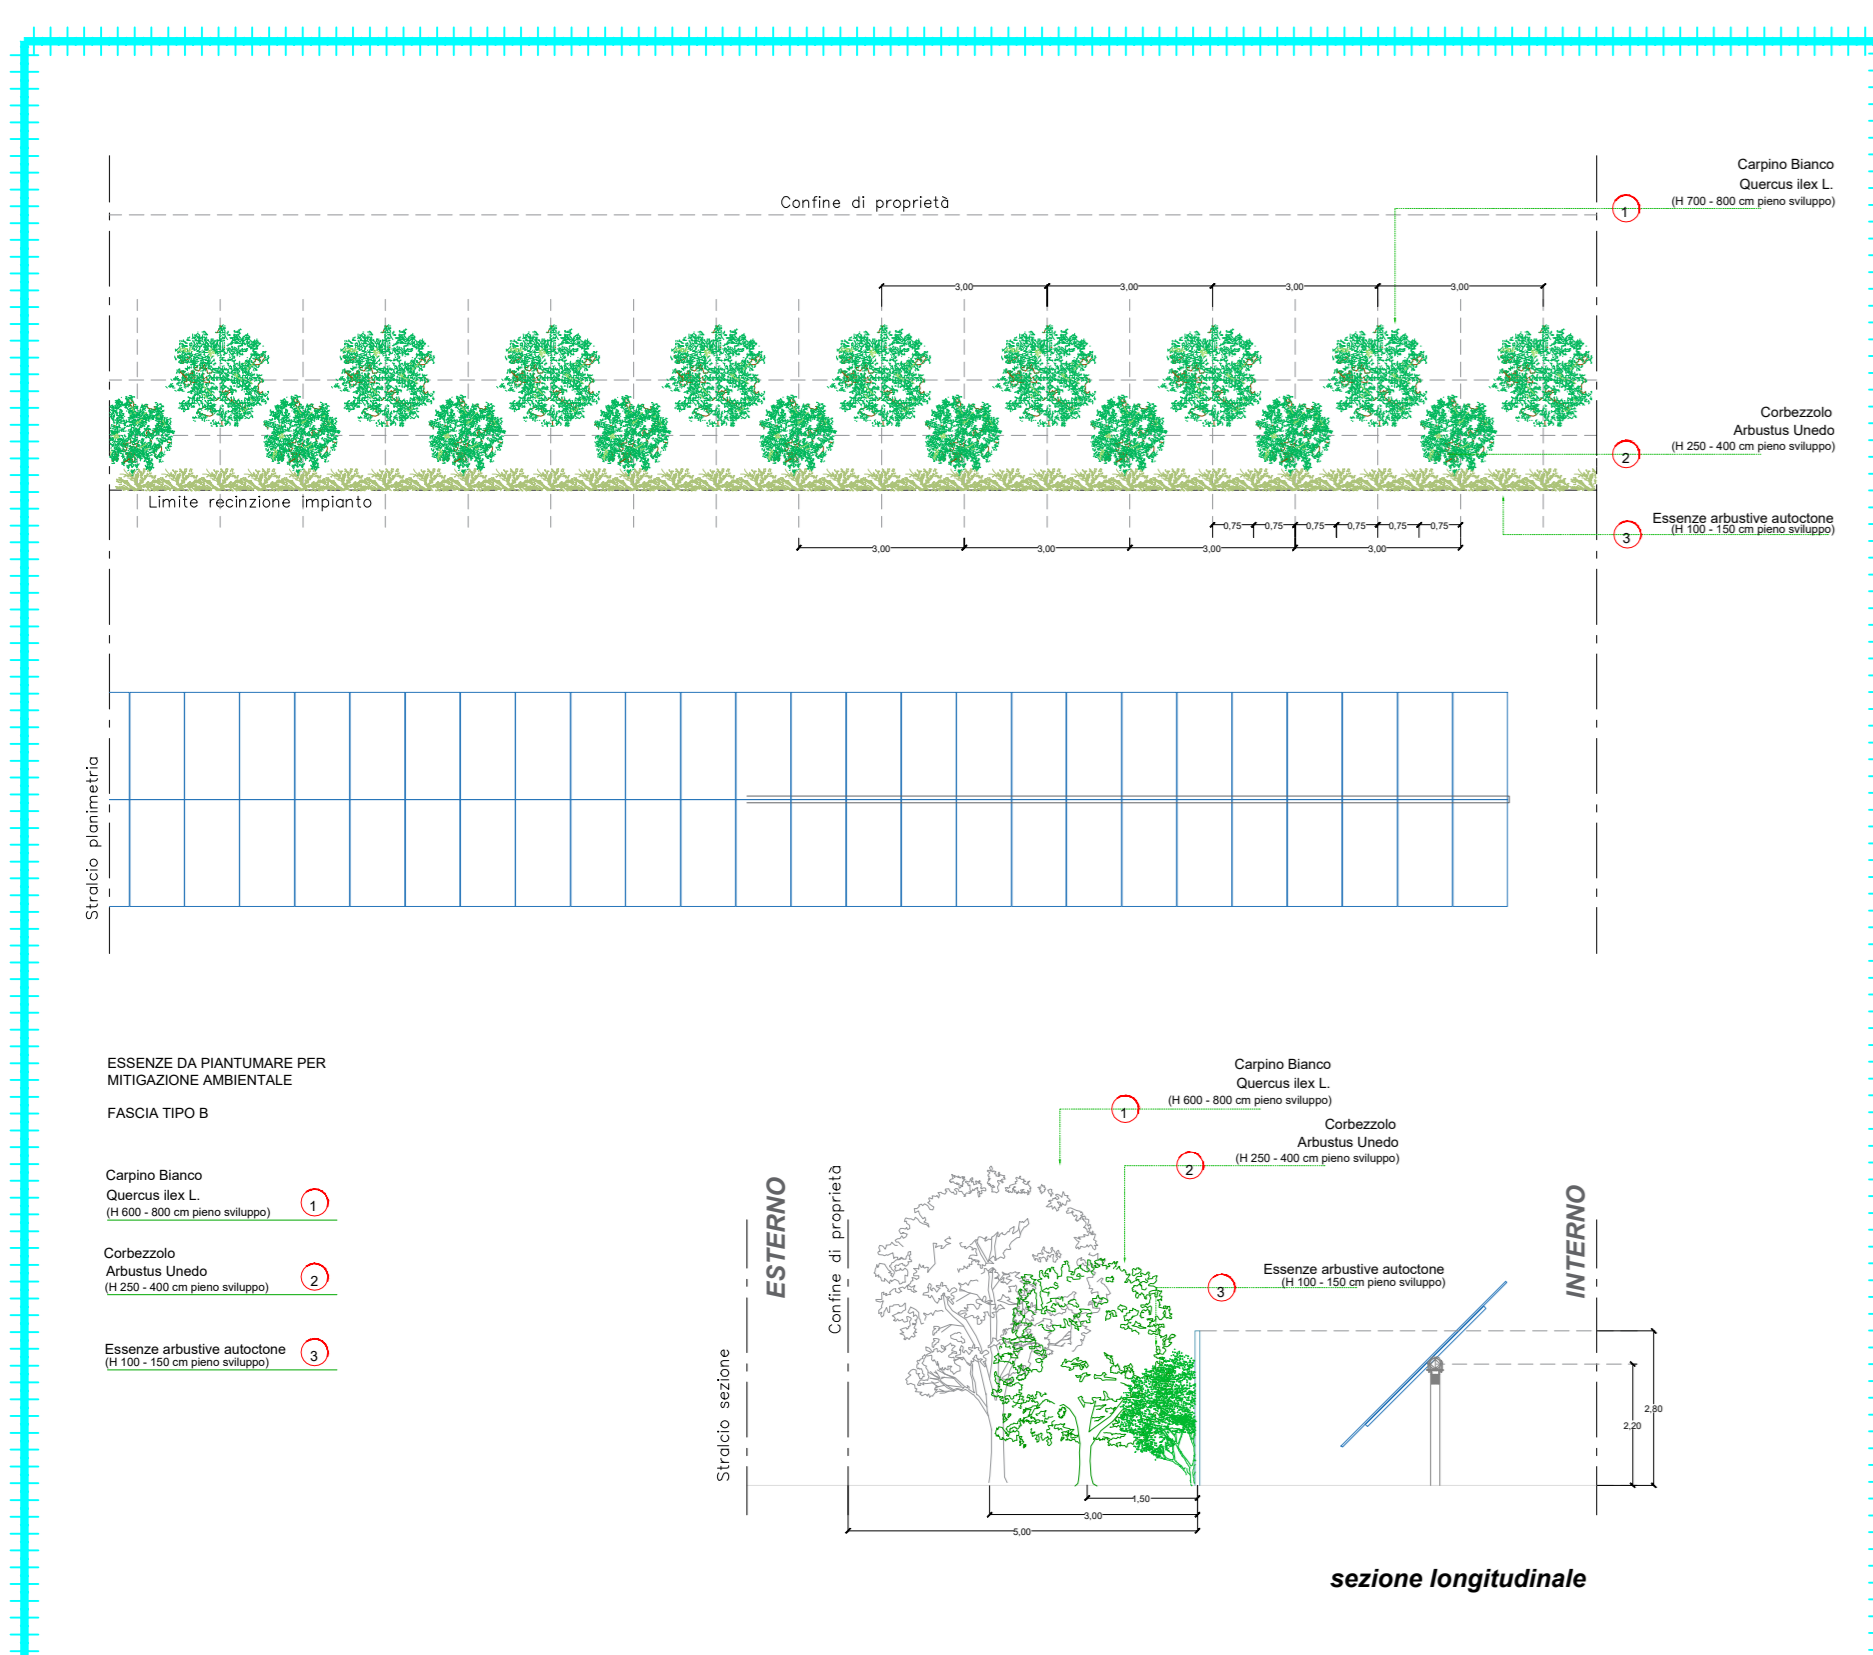 Carpino Bianco
Quercus ilex L.
(H 700 - 800 cm pieno sviluppo)
1
Confine di proprietà
3,00 3,00 3,00 3,00
Corbezzolo
Arbustus Unedo
(H 250 - 400 cm pieno sviluppo)
2
Limite recinzione impianto
Essenze arbustive autoctone
(H 100 - 150 cm pieno sviluppo)
3
0,75 0,75 0,75 0,75 0,75 0,75
3,00 3,00 3,00 3,00
Stralcio planimetria
ESSENZE DA PIANTUMARE PER
MITIGAZIONE AMBIENTALE
FASCIA TIPO B
Carpino Bianco
Quercus ilex L.
(H 600 - 800 cm pieno sviluppo)
1
Corbezzolo
Arbustus Unedo
(H 250 - 400 cm pieno sviluppo)
2
Essenze arbustive autoctone
(H 100 - 150 cm pieno sviluppo)
3
Carpino Bianco
Quercus ilex L.
(H 600 - 800 cm pieno sviluppo)
1
Corbezzolo
Arbustus Unedo
(H 250 - 400 cm pieno sviluppo)
2
Essenze arbustive autoctone
(H 100 - 150 cm pieno sviluppo)
3
Stralcio sezione
ESTERNO
Confine di proprietà
INTERNO
2,80
2,20
1,50
3,00
5,00
sezione longitudinale